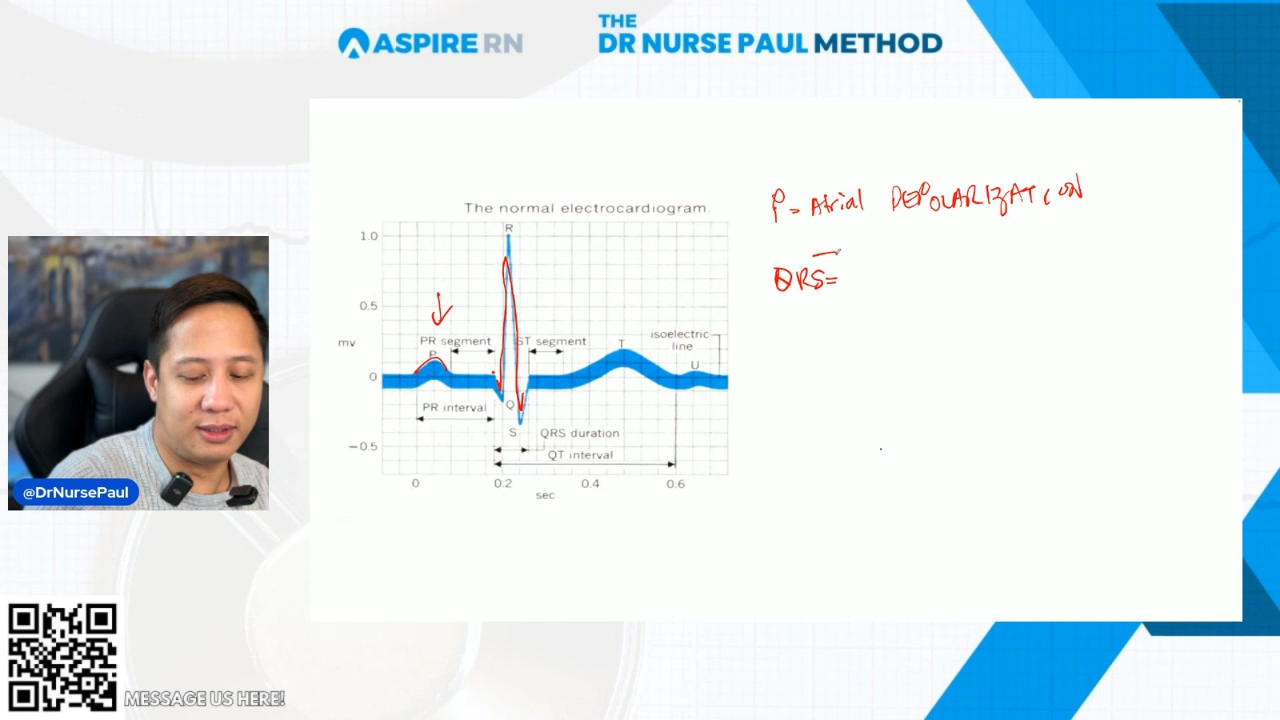 ASPIRE RN
THE
DR NURSE PAUL METHOD
The normal electrocardiogram.
1.0
0.5
mv
0
−0.5
R
PR segment
P
ST segment
T
isoelectric
line
U
PR interval
Q
S
QRS duration
QT interval
0
0.2
0.4
0.6
sec
P = Atrial DEPOLARIZATION
QRS=
@DrNursePaul
MESSAGE US HERE!